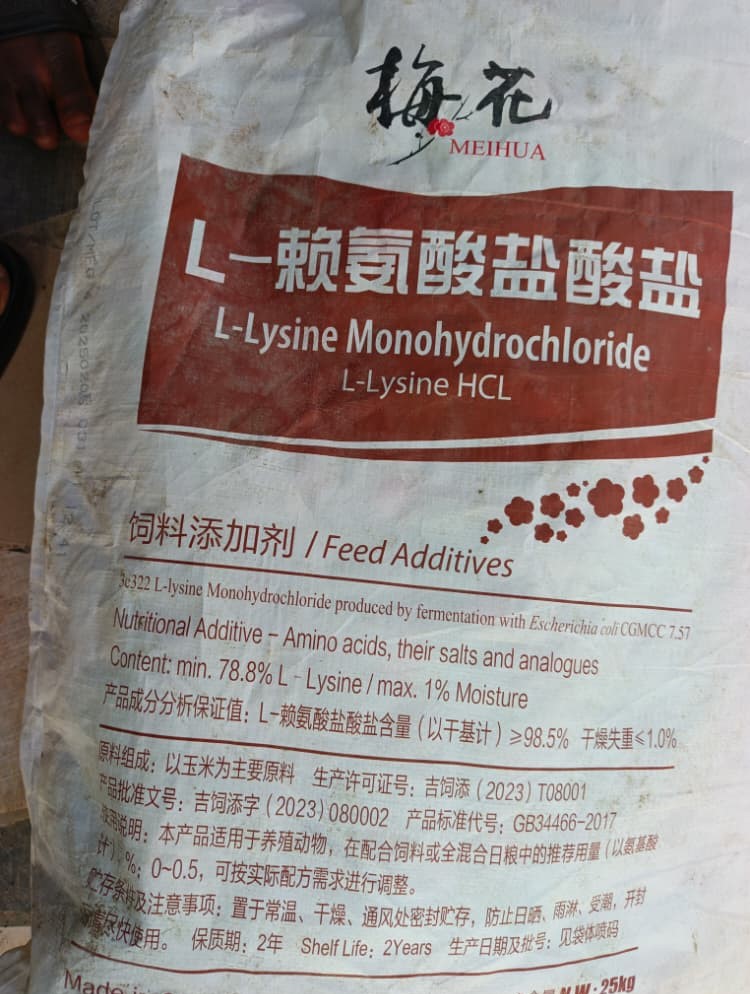 梅花
MEIHUA
L-赖氨酸盐酸盐
L-Lysine Monohydrochloride
L-Lysine HCL
饲料添加剂 / Feed Additives
3c322 L-lysine Monohydrochloride produced by fermentation with Escherichia coli CGMCC 7.57
Nutritional Additive – Amino acids, their salts and analogues
Content: min. 78.8% L - Lysine / max. 1% Moisture
产品成分分析保证值：L-赖氨酸盐酸盐含量（以干基计）≥98.5% 干燥失重≤1.0%
原料组成：以玉米为主要原料 生产许可证号：吉饲添（2023）T08001
产品批准文号：吉饲添字（2023）080002 产品标准代号：GB34466-2017
使用说明：本产品适用于养殖动物，在配合饲料或全混合日粮中的推荐用量（以氨基酸
计），%：0~0.5，可按实际配方需求进行调整。
贮存条件及注意事项：置于常温、干燥、通风处密封贮存，防止日晒、雨淋、受潮，开封
后请尽快使用。 保质期：2年 Shelf Life: 2Years 生产日期及批号：见袋体喷码
Made
N.W.: 25kg